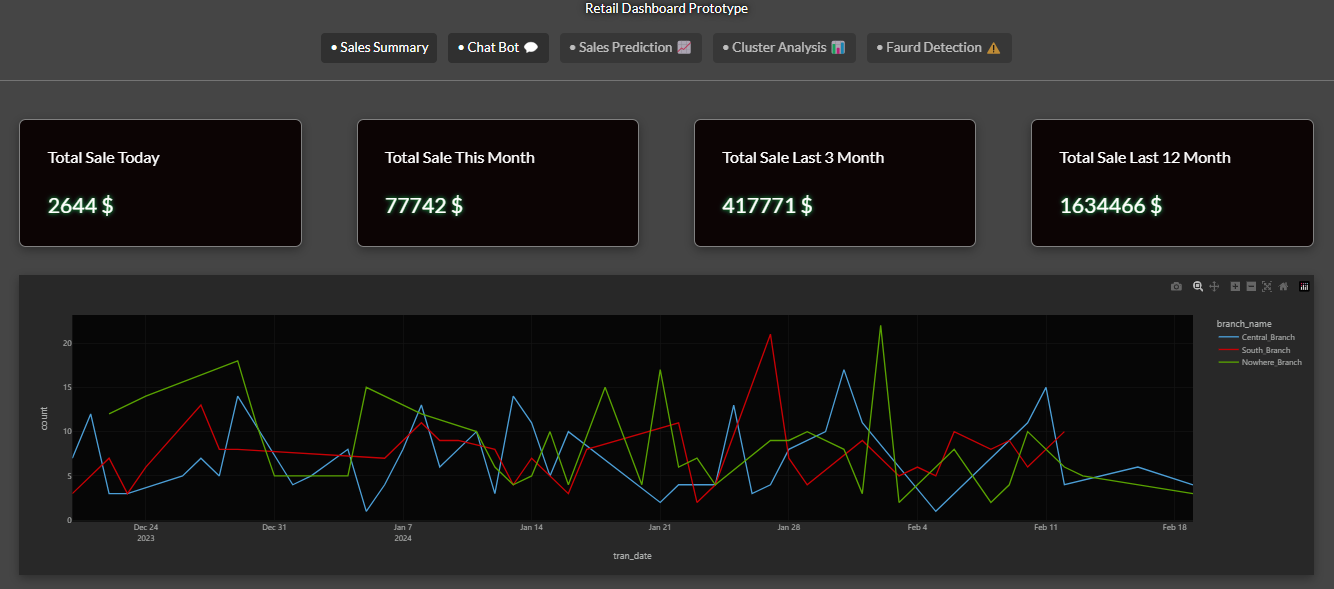 Retail Dashboard Prototype
• Sales Summary
• Chat Bot 💬
• Sales Prediction 📈
• Cluster Analysis 📊
• Faurd Detection ⚠
Total Sale Today
2644 $
Total Sale This Month
77742 $
Total Sale Last 3 Month
417771 $
Total Sale Last 12 Month
1634466 $
branch_name
Central_Branch
South_Branch
Nowhere_Branch
count
20
15
10
5
0
Dec 24
2023
Dec 31
Jan 7
2024
Jan 14
Jan 21
Jan 28
Feb 4
Feb 11
Feb 18
tran_date